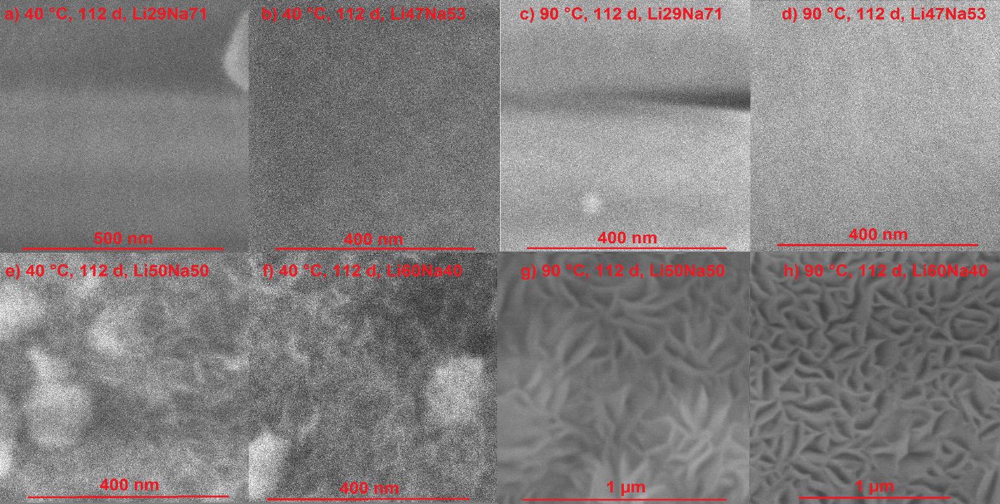 a) 40 °C, 112 d, Li29Na71
b) 40 °C, 112 d, Li47Na53
c) 90 °C, 112 d, Li29Na71
d) 90 °C, 112 d, Li47Na53
500 nm
400 nm
400 nm
400 nm
e) 40 °C, 112 d, Li50Na50
f) 40 °C, 112 d, Li60Na40
g) 90 °C, 112 d, Li50Na50
h) 90 °C, 112 d, Li60Na40
400 nm
400 nm
1 µm
1 µm